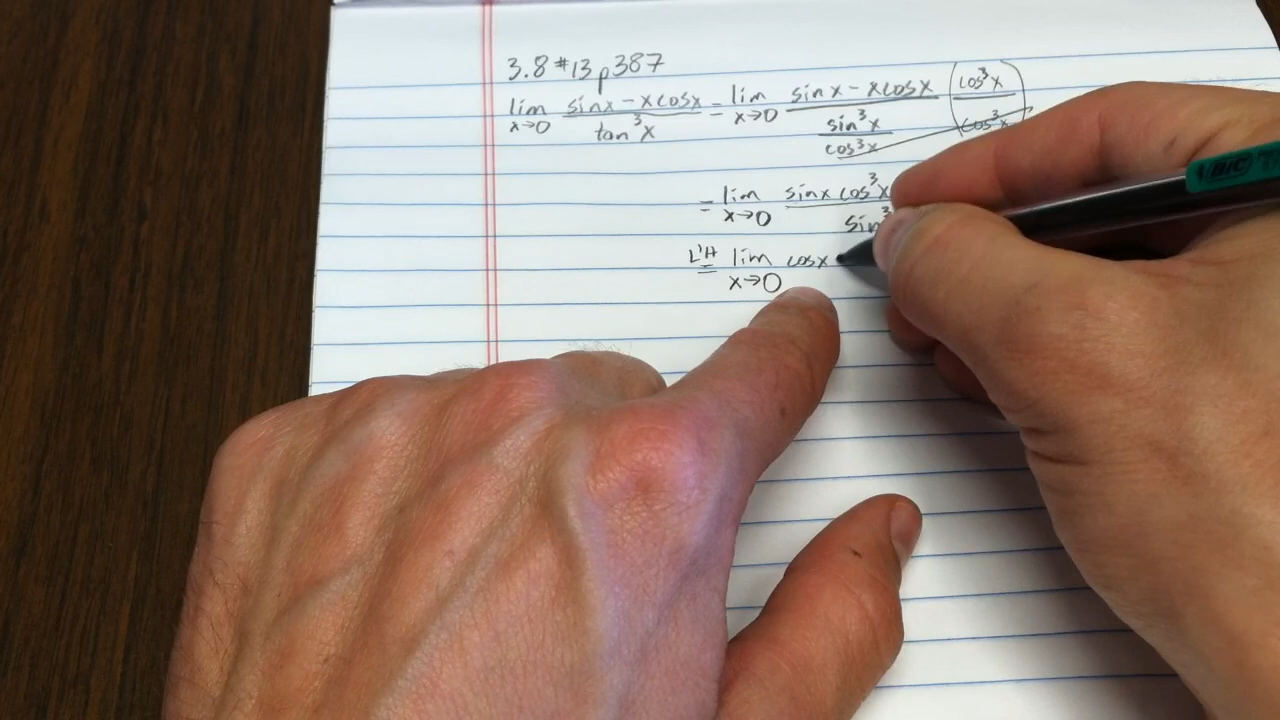 3.8 #13 p387
lim x→0 sinx - xcosx / tan³x = lim x→0 sinx - xcosx / sin³x / cos³x (cos³x / cos³x)
= lim x→0 sinx cos³x / sin³
L'H = lim x→0 cosx
BIC